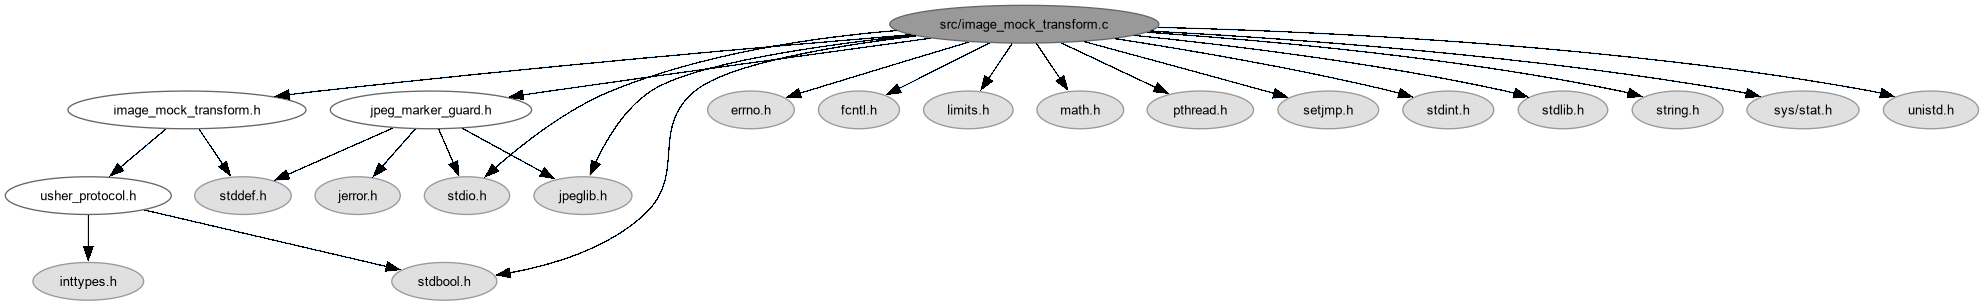 src/image_mock_transform.c
image_mock_transform.h
jpeg_marker_guard.h
errno.h
fcntl.h
limits.h
math.h
pthread.h
setjmp.h
stdint.h
stdlib.h
string.h
sys/stat.h
unistd.h
usher_protocol.h
stddef.h
jerror.h
stdio.h
jpeglib.h
inttypes.h
stdbool.h